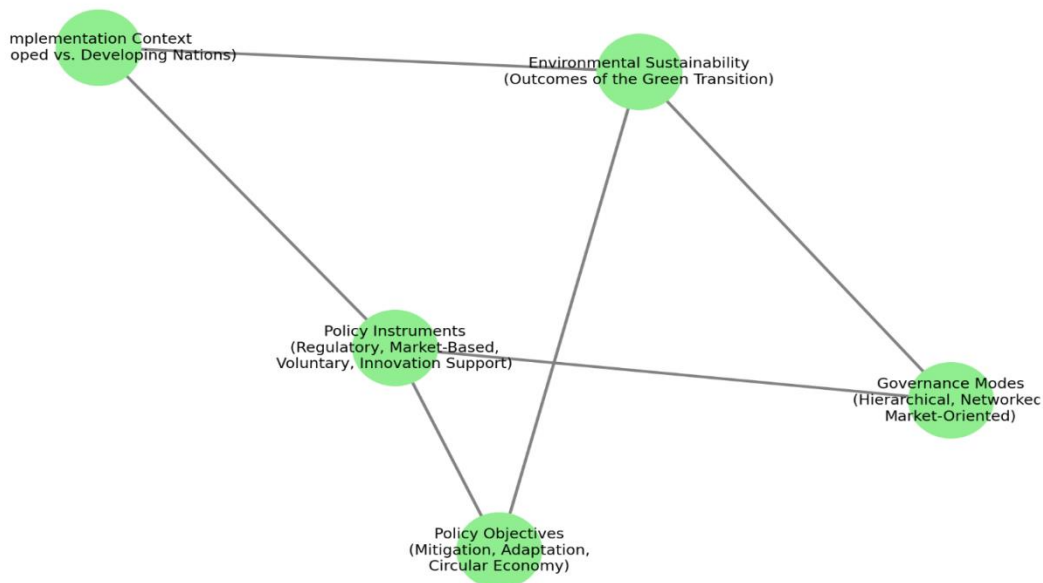 mplementation Context
oped vs. Developing Nations)
Environmental Sustainability
(Outcomes of the Green Transition)
Policy Instruments
(Regulatory, Market-Based,
Voluntary, Innovation Support)
Governance Modes
(Hierarchical, Networked
Market-Oriented)
Policy Objectives
(Mitigation, Adaptation,
Circular Economy)